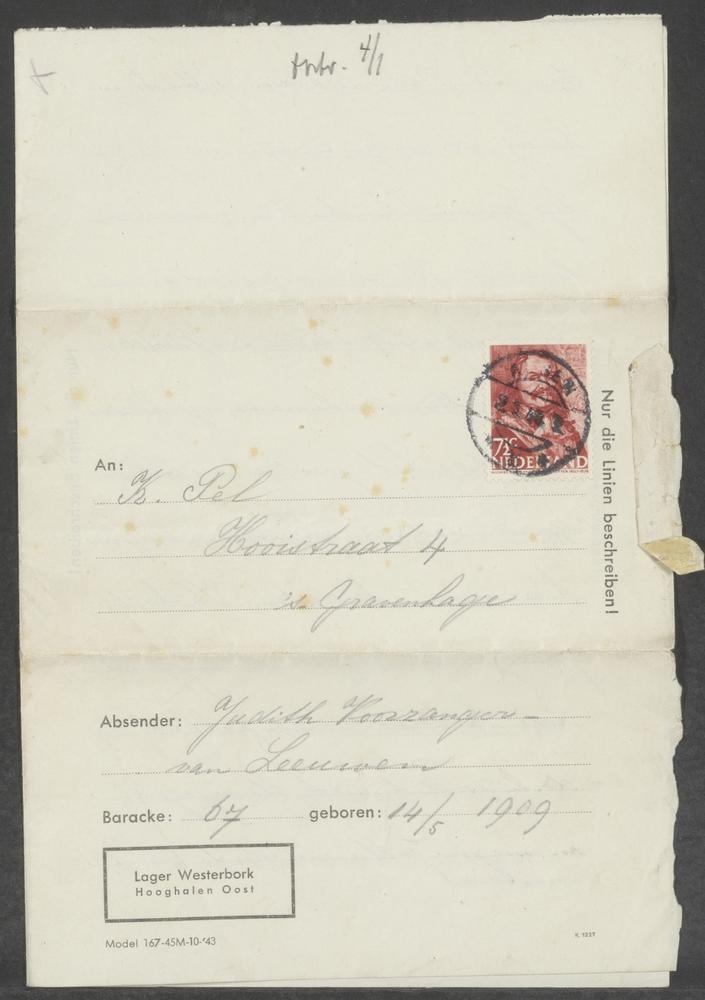 4/1
7½C
NEDERLAND
Nur die Linien beschreiben!
An:
K. Pel
Hooistraat 4
's Gravenhage
Absender: Judith Voorzanger-
van Leeuwen
Baracke: 67 geboren: 14/5 1909
Lager Westerbork
Hooghalen Oost
Model 167-45M-10-'43
K 1227